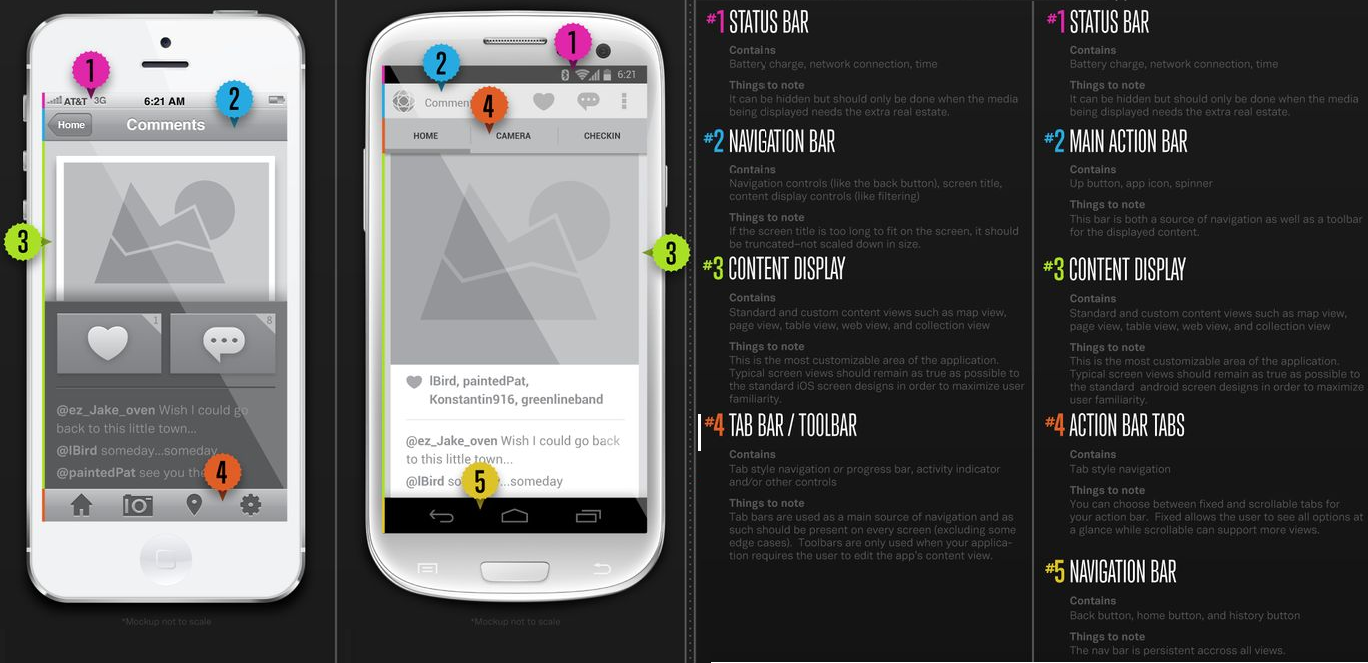 1
AT&T 3G
6:21 AM
2
Home
Comments
3
1
8
@ez_Jake_oven Wish I could go
back to this little town...
@lBird someday...someday
@paintedPat see you the
4
*Mockup not to scale
1
2
6:21
Commen
4
HOME
CAMERA
CHECKIN
3
lBird, paintedPat,
Konstantin916, greenlineband
@ez_Jake_oven Wish I could go back
to this little town...
@lBird so ...someday
5
*Mockup not to scale
#1 STATUS BAR
Contains
Battery charge, network connection, time
Things to note
It can be hidden but should only be done when the media
being displayed needs the extra real estate.
#2 NAVIGATION BAR
Contains
Navigation controls (like the back button), screen title,
content display controls (like filtering)
Things to note
If the screen title is too long to fit on the screen, it should
be truncated–not scaled down in size.
#3 CONTENT DISPLAY
Contains
Standard and custom content views such as map view,
page view, table view, web view, and collection view
Things to note
This is the most customizable area of the application.
Typical screen views should remain as true as possible to
the standard iOS screen designs in order to maximize user
familiarity.
#4 TAB BAR / TOOLBAR
Contains
Tab style navigation or progress bar, activity indicator
and/or other controls
Things to note
Tab bars are used as a main source of navigation and as
such should be present on every screen (excluding some
edge cases). Toolbars are only used when your applica-
tion requires the user to edit the app's content view.
#1 STATUS BAR
Contains
Battery charge, network connection, time
Things to note
It can be hidden but should only be done when the media
being displayed needs the extra real estate.
#2 MAIN ACTION BAR
Contains
Up button, app icon, spinner
Things to note
This bar is both a source of navigation as well as a toolbar
for the displayed content.
#3 CONTENT DISPLAY
Contains
Standard and custom content views such as map view,
page view, table view, web view, and collection view
Things to note
This is the most customizable area of the application.
Typical screen views should remain as true as possible to
the standard android screen designs in order to maximize
user familiarity.
#4 ACTION BAR TABS
Contains
Tab style navigation
Things to note
You can choose between fixed and scrollable tabs for
your action bar. Fixed allows the user to see all options at
a glance while scrollable can support more views.
#5 NAVIGATION BAR
Contains
Back button, home button, and history button
Things to note
The nav bar is persistent accross all views.